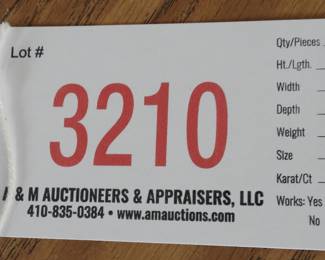 Lot #
3210
& M AUCTIONEERS & APPRAISERS, LLC
410-835-0384 • www.amauctions.com
Qty/Pieces
Ht./Lgth.
Width
Depth
Weight
Size
Karat/Ct
Works: Yes
No